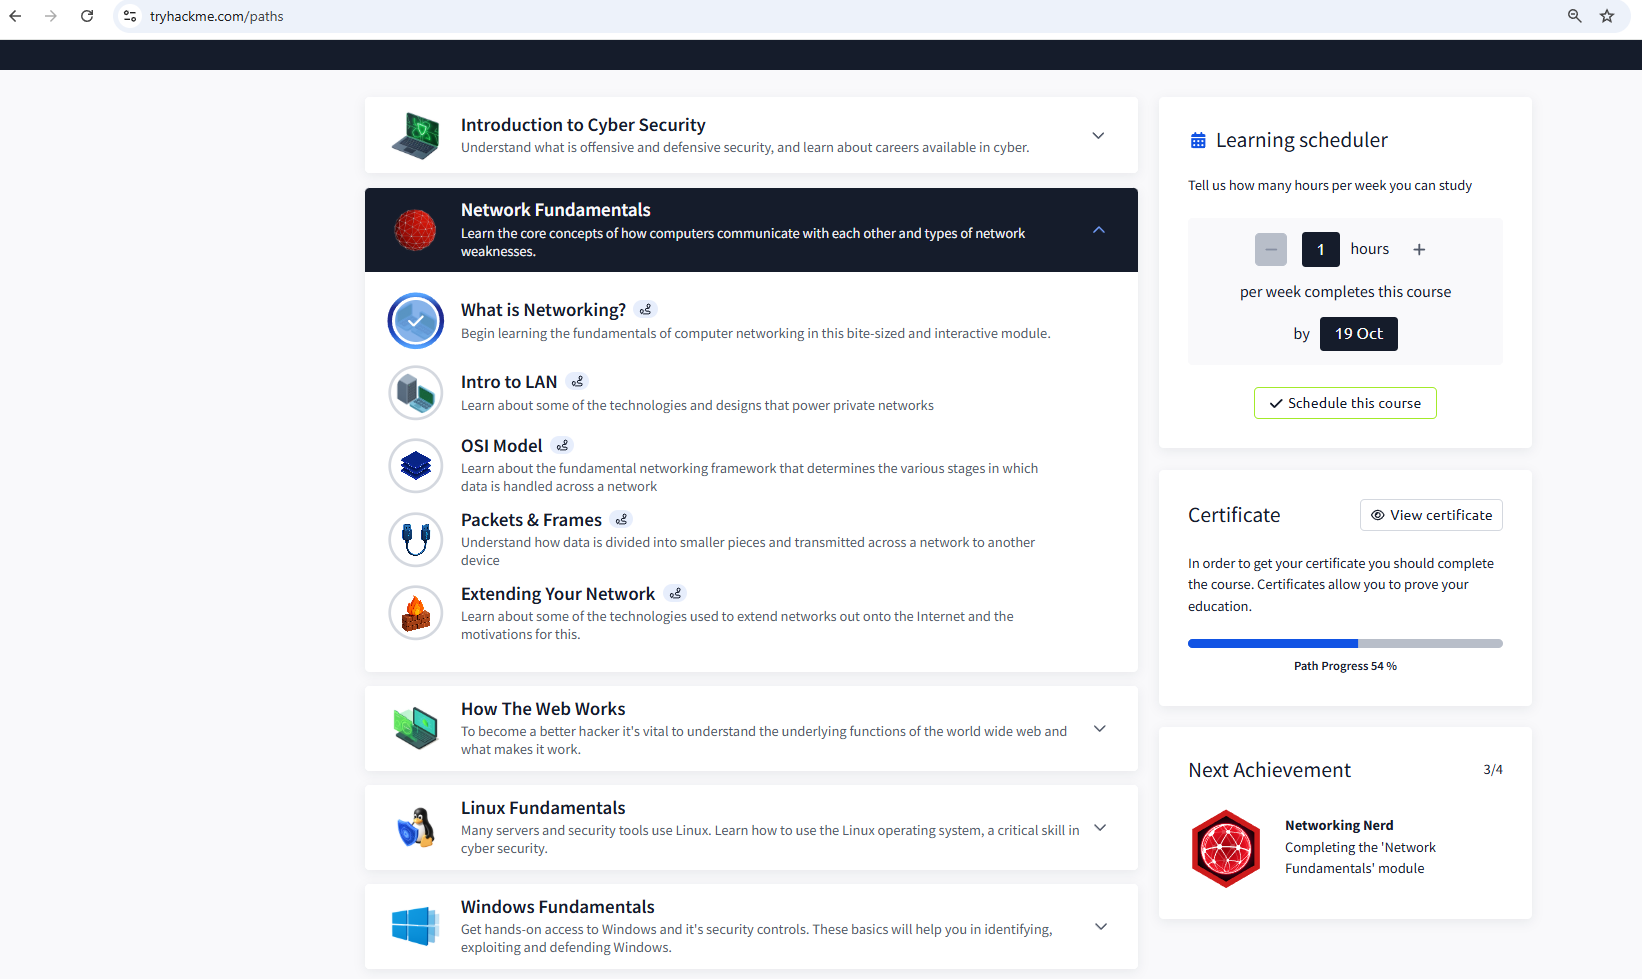 tryhackme.com/paths
Introduction to Cyber Security
Understand what is offensive and defensive security, and learn about careers available in cyber.
Network Fundamentals
Learn the core concepts of how computers communicate with each other and types of network
weaknesses.
What is Networking?
Begin learning the fundamentals of computer networking in this bite-sized and interactive module.
Intro to LAN
Learn about some of the technologies and designs that power private networks
OSI Model
Learn about the fundamental networking framework that determines the various stages in which
data is handled across a network
Packets & Frames
Understand how data is divided into smaller pieces and transmitted across a network to another
device
Extending Your Network
Learn about some of the technologies used to extend networks out onto the Internet and the
motivations for this.
How The Web Works
To become a better hacker it's vital to understand the underlying functions of the world wide web and
what makes it work.
Linux Fundamentals
Many servers and security tools use Linux. Learn how to use the Linux operating system, a critical skill in
cyber security.
Windows Fundamentals
Get hands-on access to Windows and it's security controls. These basics will help you in identifying,
exploiting and defending Windows.
Learning scheduler
Tell us how many hours per week you can study
1 hours
per week completes this course
by 19 Oct
Schedule this course
Certificate
View certificate
In order to get your certificate you should complete
the course. Certificates allow you to prove your
education.
Path Progress 54 %
Next Achievement
3/4
Networking Nerd
Completing the 'Network
Fundamentals' module